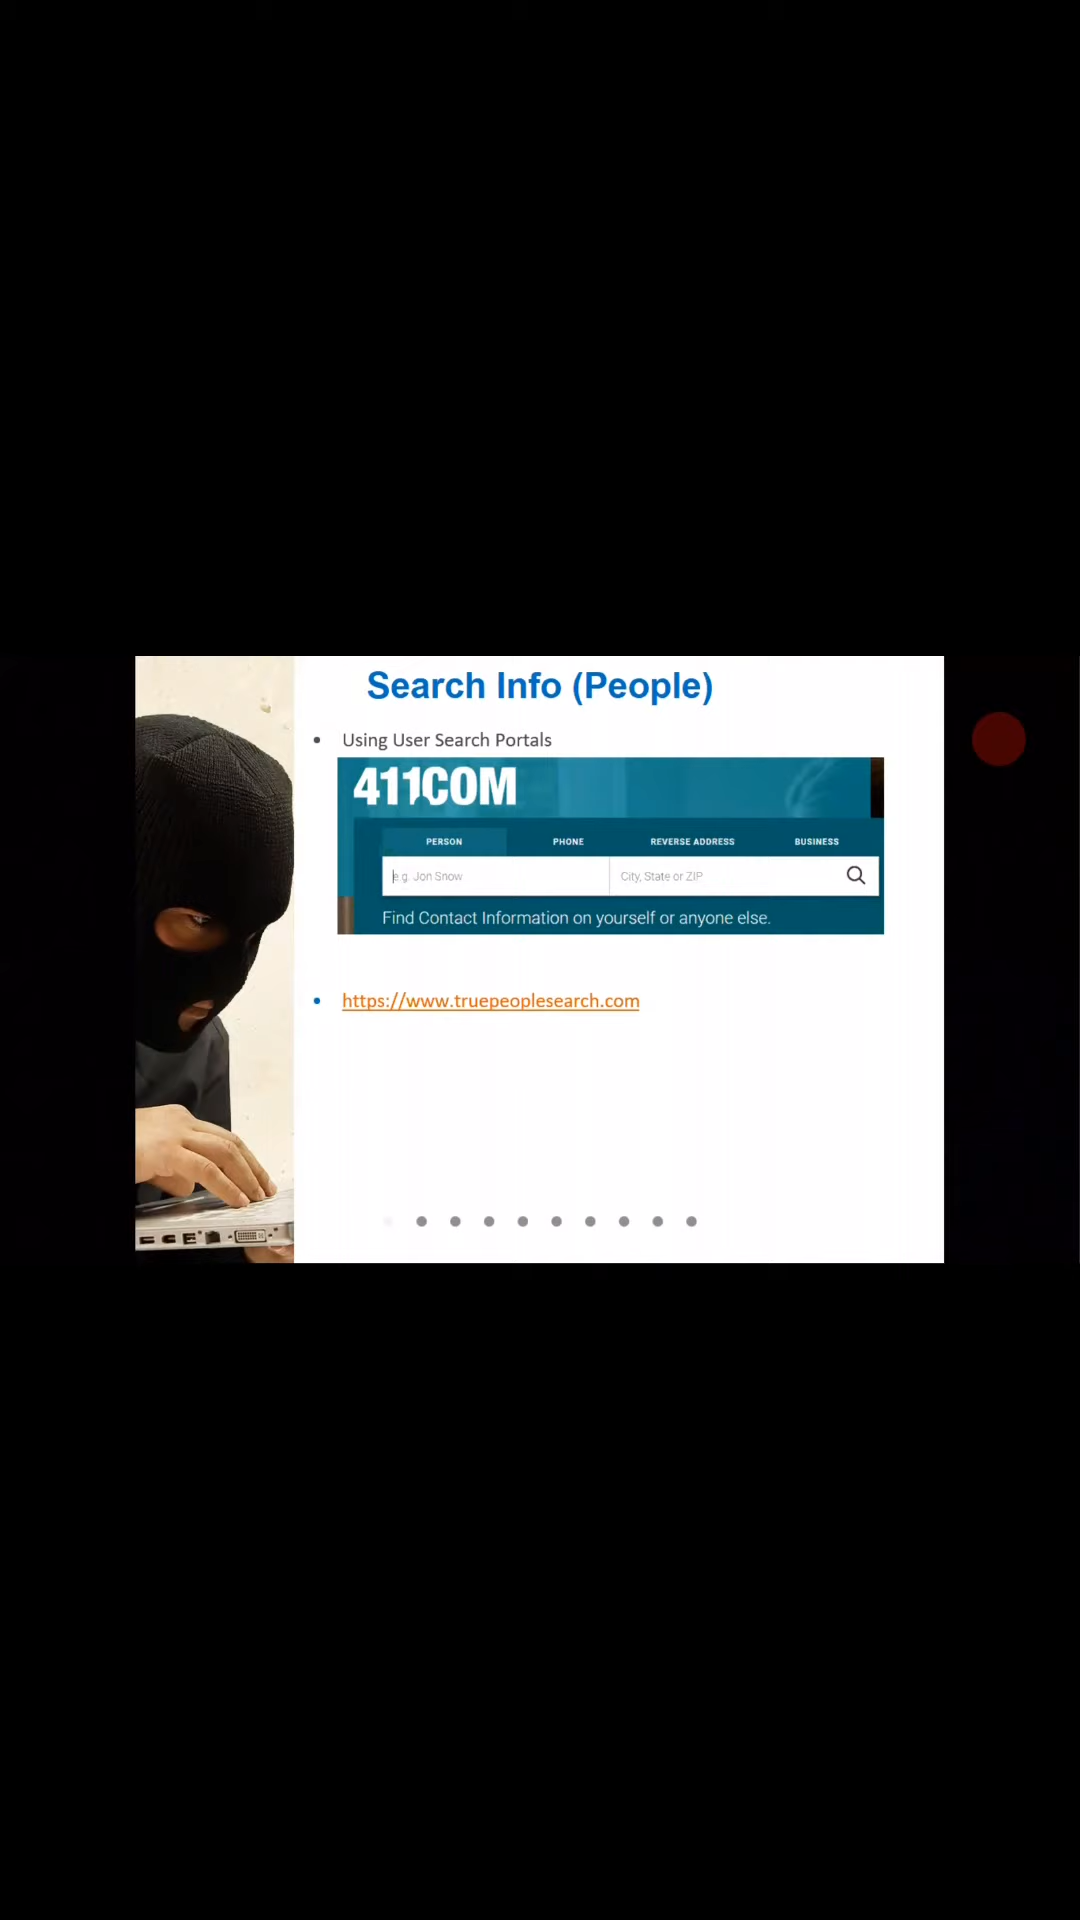 Search Info (People)
• Using User Search Portals
411COM
PERSON PHONE REVERSE ADDRESS BUSINESS
e.g. Jon Snow City, State or ZIP
Find Contact Information on yourself or anyone else.
• https://www.truepeoplesearch.com